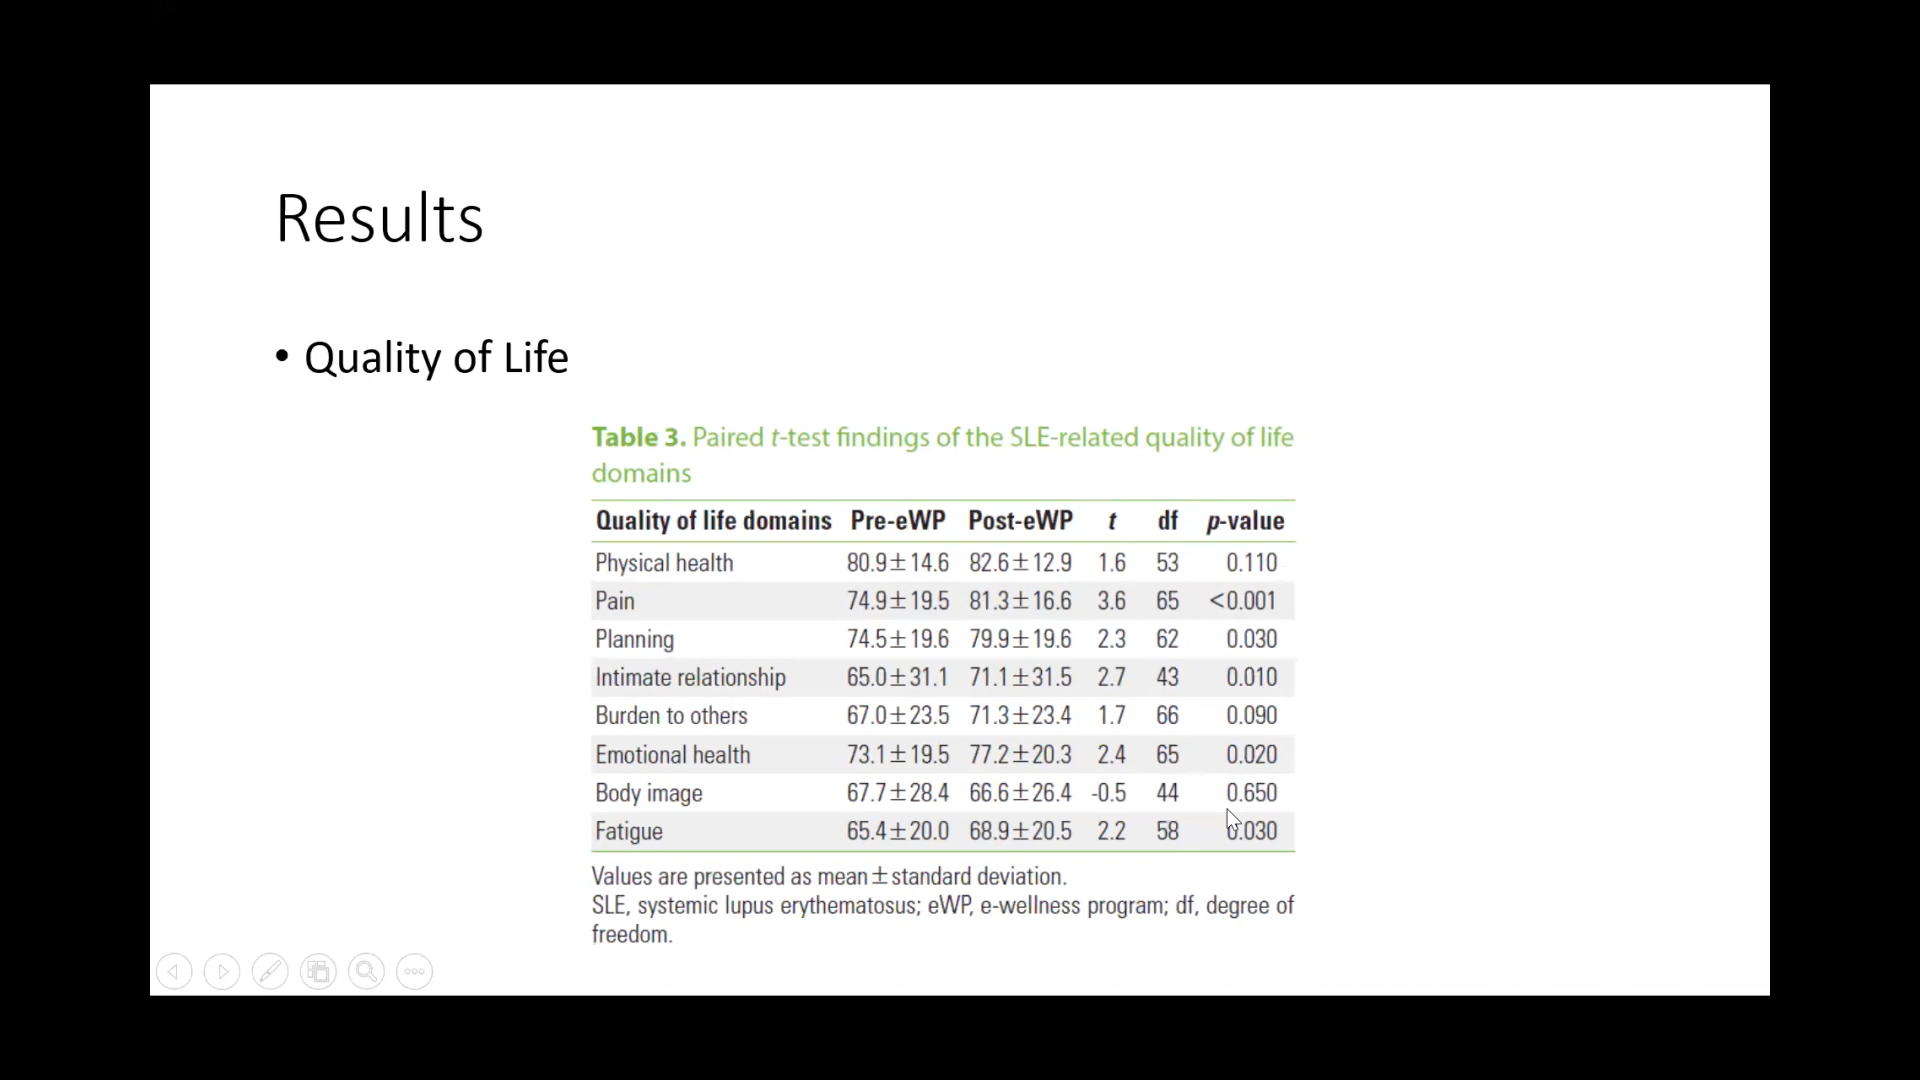 Results
• Quality of Life
Table 3. Paired t-test findings of the SLE-related quality of life
domains
Quality of life domains Pre-eWP Post-eWP t df p-value
Physical health 80.9±14.6 82.6±12.9 1.6 53 0.110
Pain 74.9±19.5 81.3±16.6 3.6 65 <0.001
Planning 74.5±19.6 79.9±19.6 2.3 62 0.030
Intimate relationship 65.0±31.1 71.1±31.5 2.7 43 0.010
Burden to others 67.0±23.5 71.3±23.4 1.7 66 0.090
Emotional health 73.1±19.5 77.2±20.3 2.4 65 0.020
Body image 67.7±28.4 66.6±26.4 -0.5 44 0.650
Fatigue 65.4±20.0 68.9±20.5 2.2 58 0.030
Values are presented as mean±standard deviation.
SLE, systemic lupus erythematosus; eWP, e-wellness program; df, degree of
freedom.